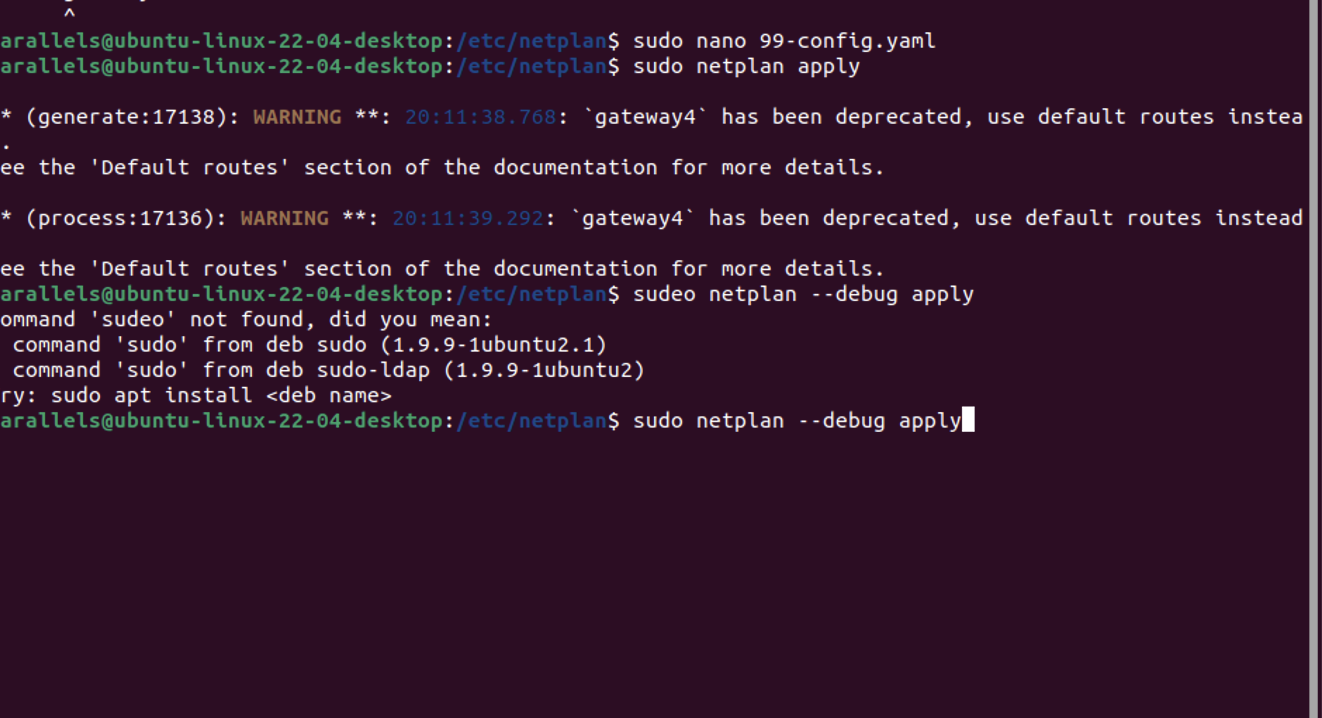 ^
arallels@ubuntu-linux-22-04-desktop:/etc/netplan$ sudo nano 99-config.yaml
arallels@ubuntu-linux-22-04-desktop:/etc/netplan$ sudo netplan apply
* (generate:17138): WARNING **: 20:11:38.768: `gateway4` has been deprecated, use default routes instea
.
ee the 'Default routes' section of the documentation for more details.
* (process:17136): WARNING **: 20:11:39.292: `gateway4` has been deprecated, use default routes instead
ee the 'Default routes' section of the documentation for more details.
arallels@ubuntu-linux-22-04-desktop:/etc/netplan$ sudeo netplan --debug apply
ommand 'sudeo' not found, did you mean:
command 'sudo' from deb sudo (1.9.9-1ubuntu2.1)
command 'sudo' from deb sudo-ldap (1.9.9-1ubuntu2)
ry: sudo apt install <deb name>
arallels@ubuntu-linux-22-04-desktop:/etc/netplan$ sudo netplan --debug apply